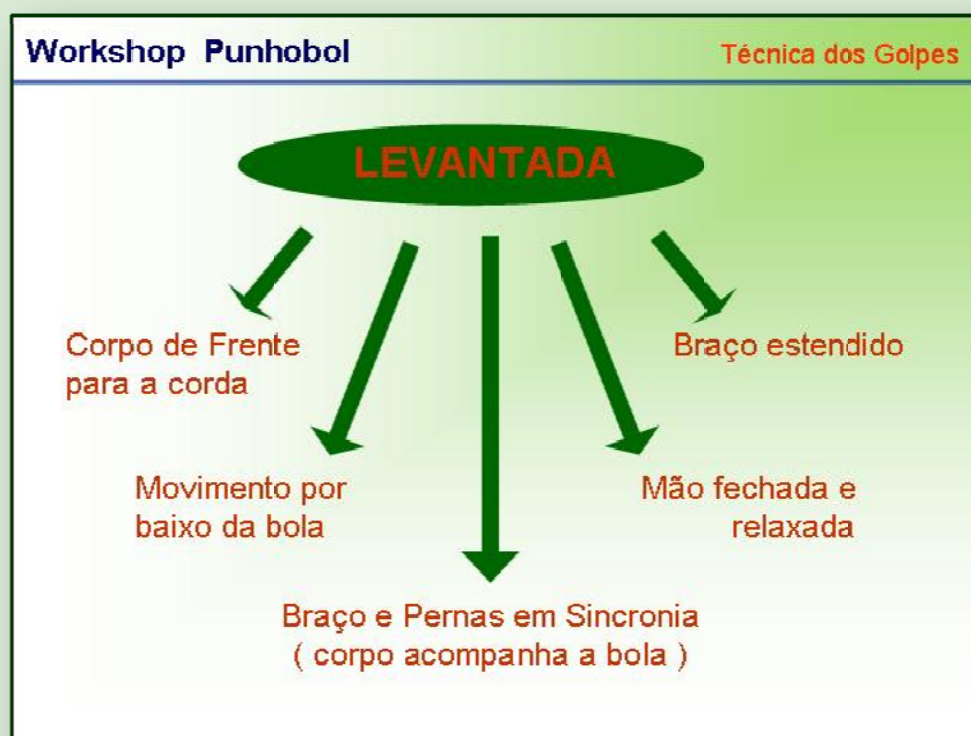 Workshop Punhobol
Técnica dos Golpes
LEVANTADA
Corpo de Frente
para a corda
Braço estendido
Movimento por
baixo da bola
Mão fechada e
relaxada
Braço e Pernas em Sincronia
( corpo acompanha a bola )